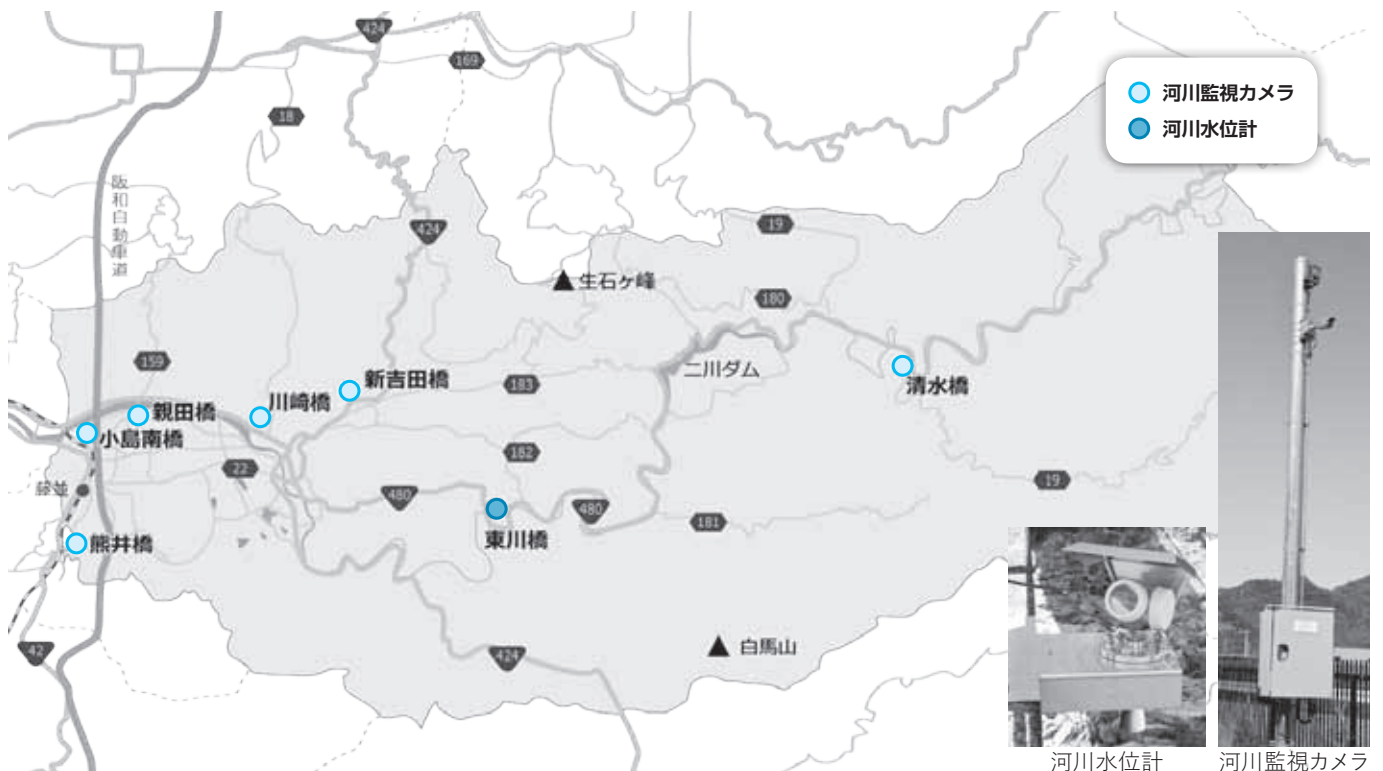 424
169
河川監視カメラ
河川水位計
18
阪和自動車道
424
19
生石ヶ峰
180
159
二川ダム
新吉田橋
183
清水橋
川崎橋
親田橋
小島南橋
182
22
19
藤並
480
480
181
東川橋
熊井橋
42
424
白馬山
河川水位計
河川監視カメラ